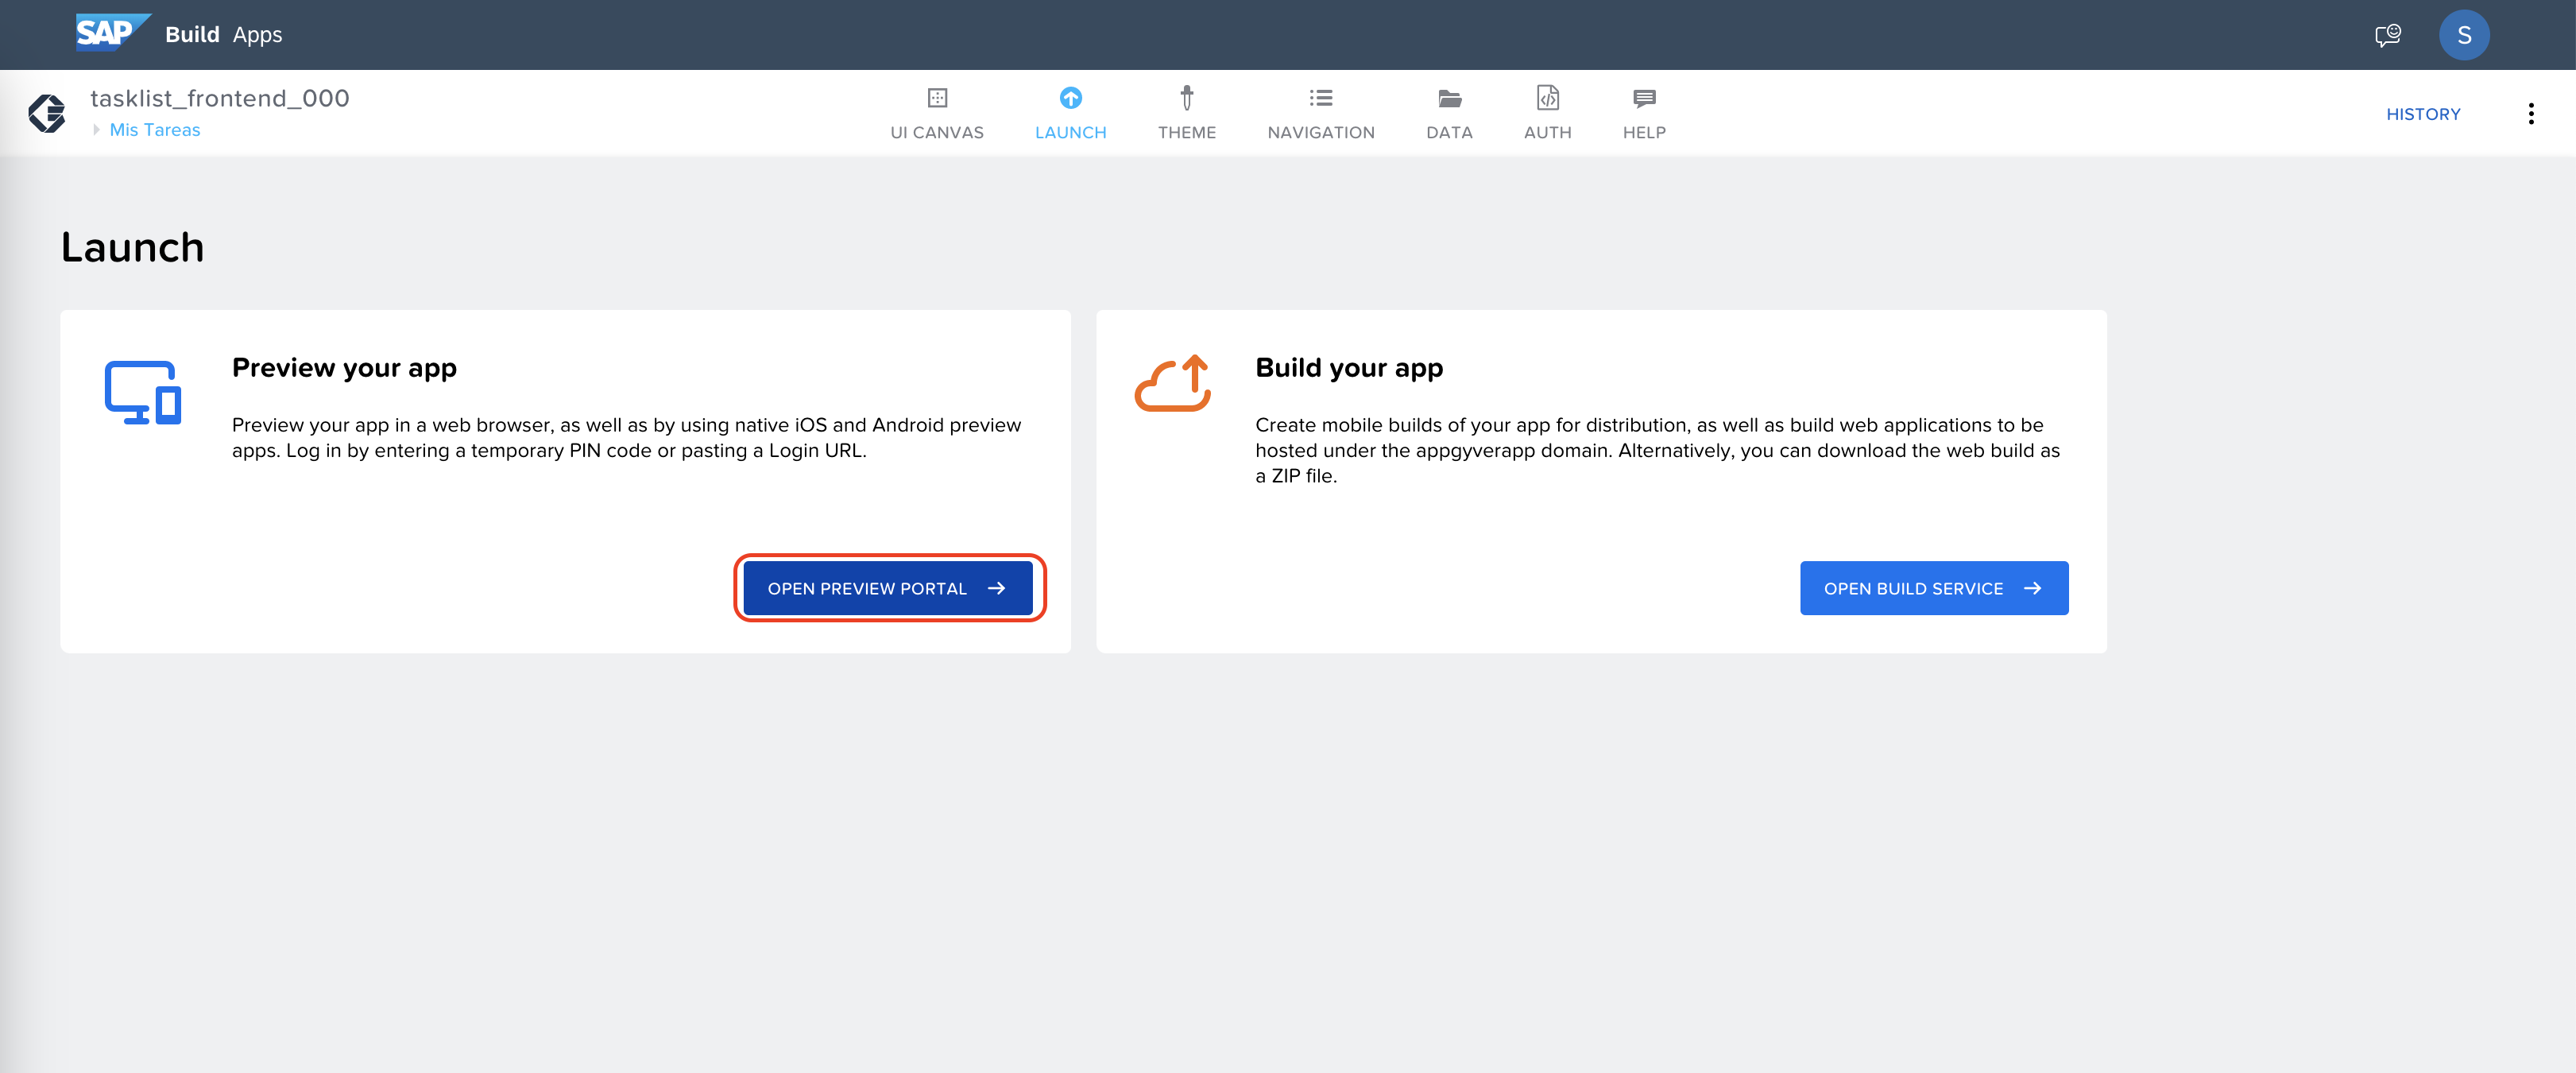 SAP Build Apps S
tasklist_frontend_000
Mis Tareas
UI CANVAS LAUNCH THEME NAVIGATION DATA AUTH HELP
HISTORY
Launch
Preview your app
Preview your app in a web browser, as well as by using native iOS and Android preview
apps. Log in by entering a temporary PIN code or pasting a Login URL.
OPEN PREVIEW PORTAL
Build your app
Create mobile builds of your app for distribution, as well as build web applications to be
hosted under the appgyverapp domain. Alternatively, you can download the web build as
a ZIP file.
OPEN BUILD SERVICE